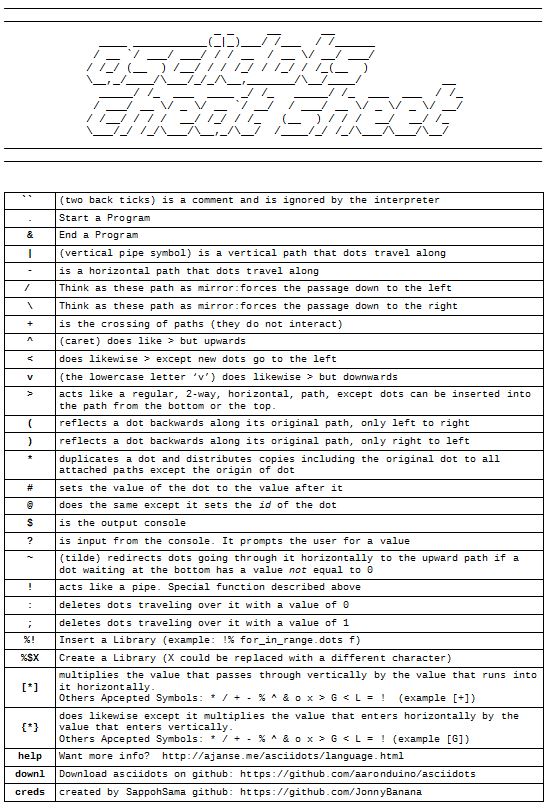 asciidots
cheat sheet
`` (two back ticks) is a comment and is ignored by the interpreter
. Start a Program
& End a Program
| (vertical pipe symbol) is a vertical path that dots travel along
- is a horizontal path that dots travel along
/ Think as these path as mirror:forces the passage down to the left
\ Think as these path as mirror:forces the passage down to the right
+ is the crossing of paths (they do not interact)
^ (caret) does like > but upwards
< does likewise > except new dots go to the left
v (the lowercase letter ‘v’) does likewise > but downwards
> acts like a regular, 2-way, horizontal, path, except dots can be inserted into
the path from the bottom or the top.
( reflects a dot backwards along its original path, only left to right
) reflects a dot backwards along its original path, only right to left
* duplicates a dot and distributes copies including the original dot to all
attached paths except the origin of dot
# sets the value of the dot to the value after it
@ does the same except it sets the id of the dot
$ is the output console
? is input from the console. It prompts the user for a value
~ (tilde) redirects dots going through it horizontally to the upward path if a
dot waiting at the bottom has a value not equal to 0
! acts like a pipe. Special function described above
: deletes dots traveling over it with a value of 0
; deletes dots traveling over it with a value of 1
%! Insert a Library (example: !% for_in_range.dots f)
%$X Create a Library (X could be replaced with a different character)
[*] multiplies the value that passes through vertically by the value that runs into
it horizontally.
Others Apcepted Symbols: * / + - % ^ & o x > G < L = !  (example [+])
{*} does likewise except it multiplies the value that enters horizontally by the
value that enters vertically.
Others Apcepted Symbols: * / + - % ^ & o x > G < L = ! (example [G])
help Want more info?  http://ajanse.me/asciidots/language.html
downl Download asciidots on github: https://github.com/aaronduino/asciidots
creds created by SappohSama github: https://github.com/JonnyBanana